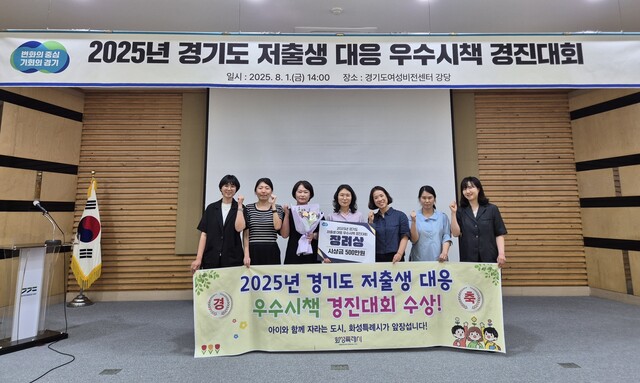 변화의 중심
기회의 경기
2025년 경기도 저출생 대응 우수시책 경진대회
일시 : 2025. 8. 1.(금) 14:00 장소 : 경기도여성비전센터 강당
장려상
시상금 500만원
2025년 경기도 저출생 대응
우수시책 경진대회 수상!
경
축
아이와 함께 자라는 도시, 화성특례시가 앞장섭니다!
화성특례시